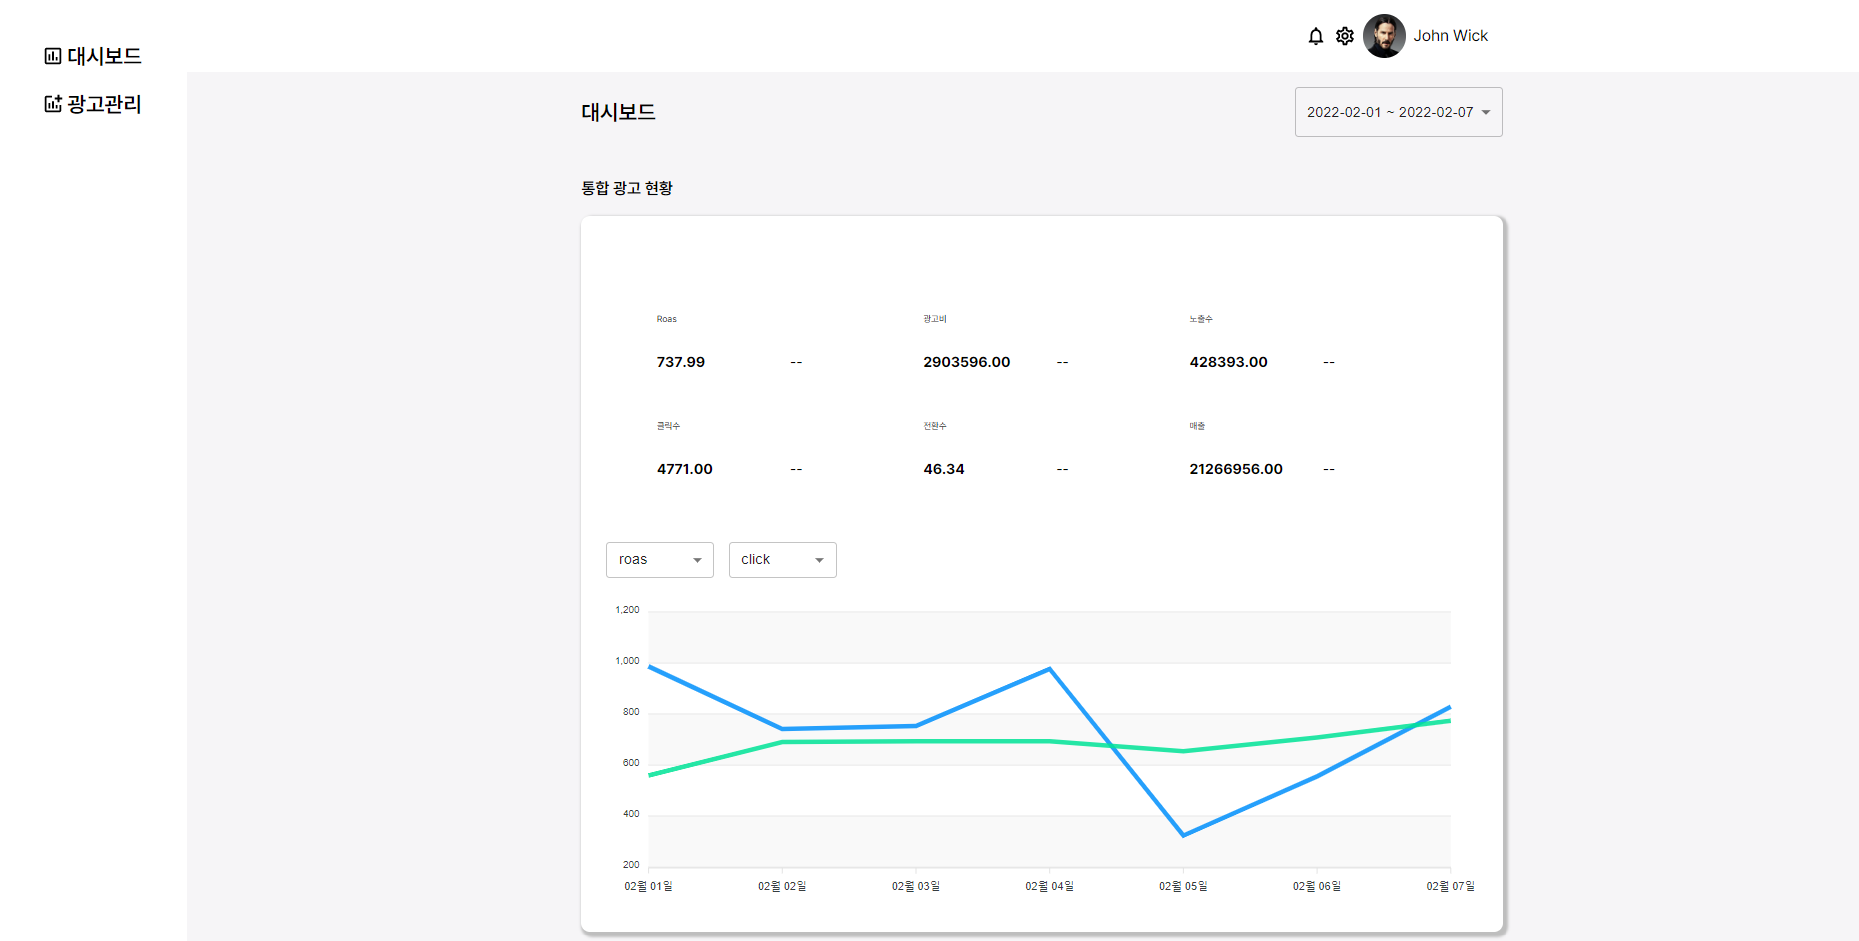 대시보드
광고관리
John Wick
대시보드
2022-02-01 ~ 2022-02-07
통합 광고 현황
Roas
광고비
노출수
737.99 --
2903596.00 --
428393.00 --
클릭수
전환수
매출
4771.00 --
46.34 --
21266956.00 --
roas
click
1,200
1,000
800
600
400
200
02월 01일
02월 02일
02월 03일
02월 04일
02월 05일
02월 06일
02월 07일